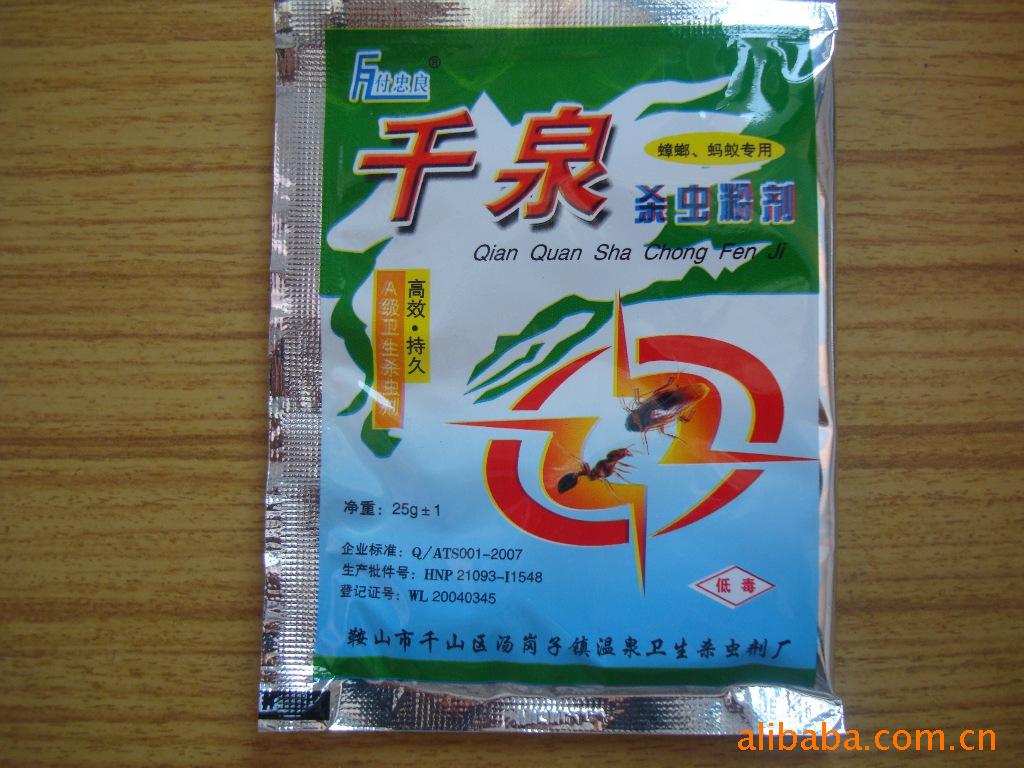 付忠良®
千泉
蟑螂、蚂蚁专用
杀虫粉剂
Qian Quan Sha Chong Fen Ji
高效·持久
A级卫生杀虫剂
净重：25g±1
企业标准：Q/ATS001-2007
生产批件号：HNP 21093-I1548
登记证号：WL 20040345
低毒
鞍山市千山区汤岗子镇温泉卫生杀虫剂厂
alibaba.com.cn